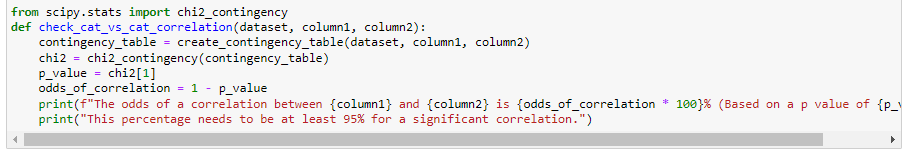 from scipy.stats import chi2_contingency
def check_cat_vs_cat_correlation(dataset, column1, column2):
    contingency_table = create_contingency_table(dataset, column1, column2)
    chi2 = chi2_contingency(contingency_table)
    p_value = chi2[1]
    odds_of_correlation = 1 - p_value
    print(f"The odds of a correlation between {column1} and {column2} is {odds_of_correlation * 100}% (Based on a p value of {p_
    print("This percentage needs to be at least 95% for a significant correlation.")